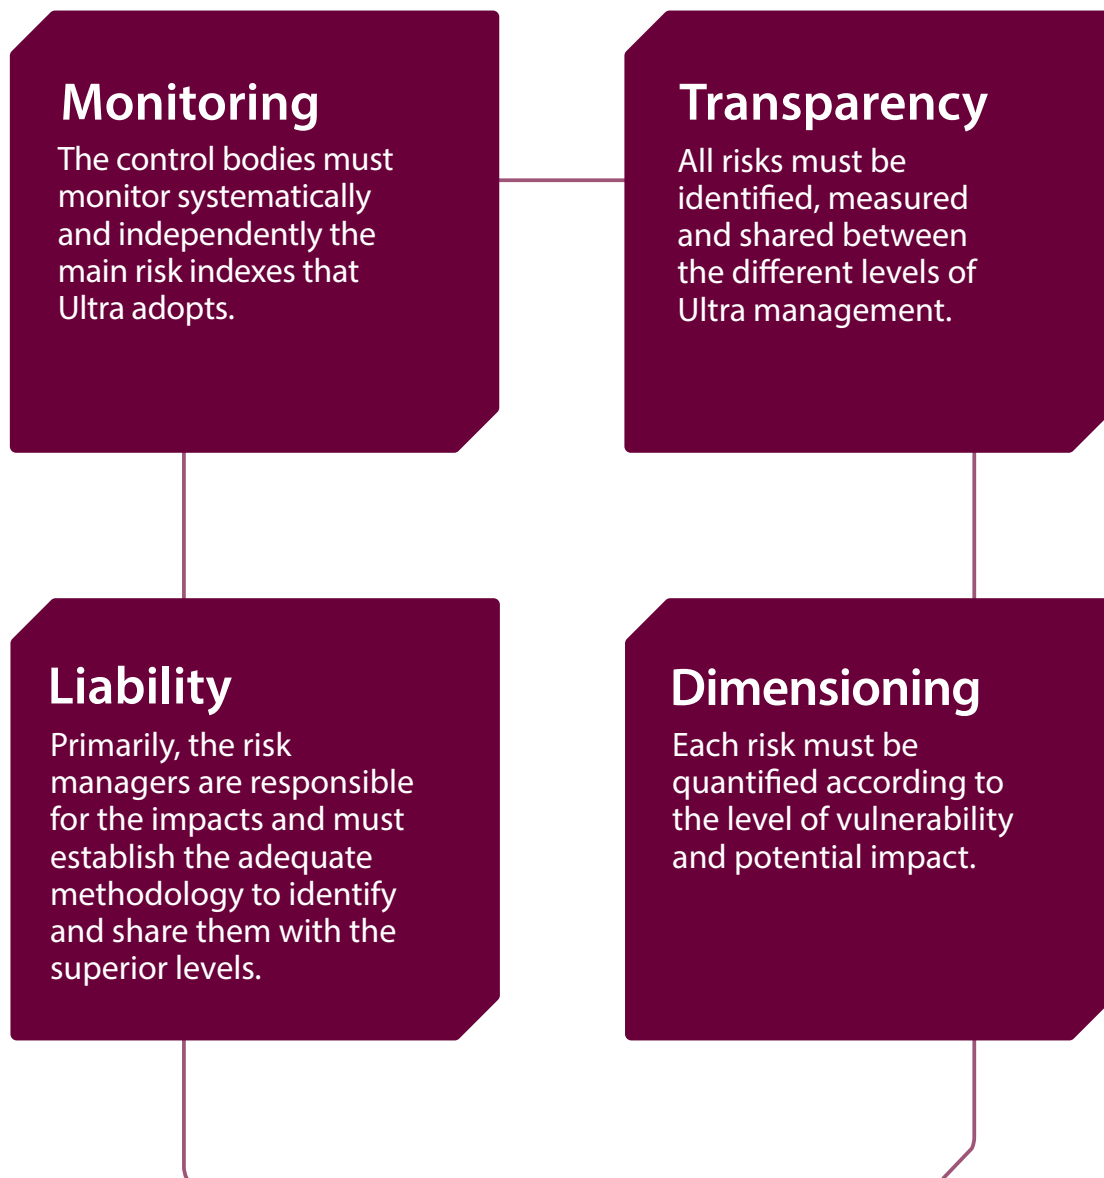 Monitoring
The control bodies must
monitor systematically
and independently the
main risk indexes that
Ultra adopts.
Transparency
All risks must be
identified, measured
and shared between
the different levels of
Ultra management.
Liability
Primarily, the risk
managers are responsible
for the impacts and must
establish the adequate
methodology to identify
and share them with the
superior levels.
Dimensioning
Each risk must be
quantified according to
the level of vulnerability
and potential impact.